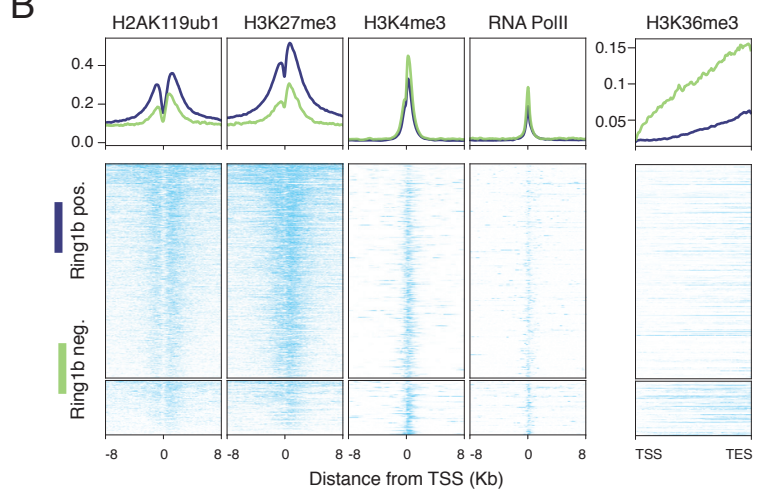 B
H2AK119ub1 H3K27me3 H3K4me3 RNA PolII H3K36me3
0.4
0.2
0.0
0.15
0.1
0.05
Ring1b pos.
Ring1b neg.
-8 0 8 -8 0 8 -8 0 8 -8 0 8 TSS TES
Distance from TSS (Kb)